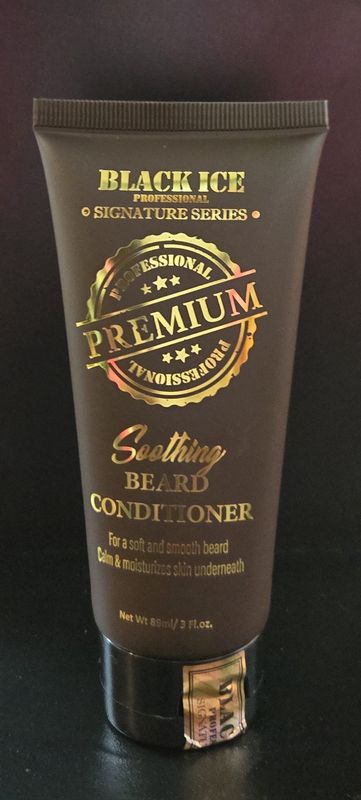 BLACK ICE
PROFESSIONAL
SIGNATURE SERIES
PROFESSIONAL
PREMIUM
PROFESSIONAL
Soothing
BEARD
CONDITIONER
For a soft and smooth beard
Calm & moisturizes skin underneath
Net Wt 89ml/ 3 Fl.oz.